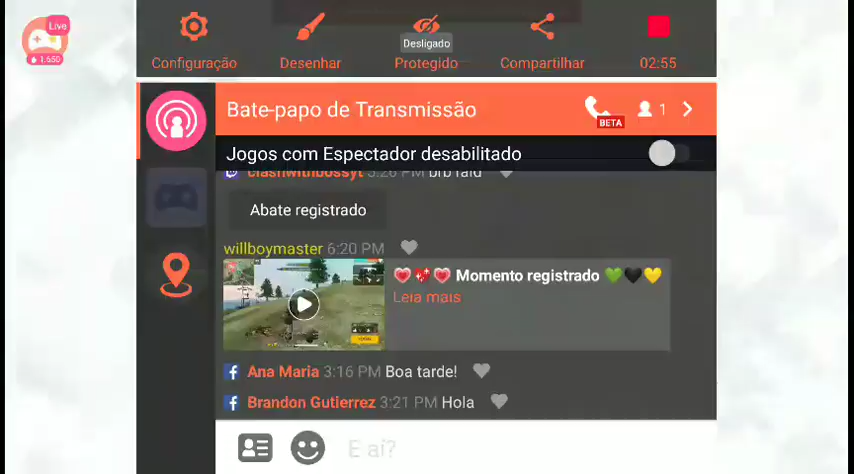 Live
1.650
Desligado
Configuração
Desenhar
Protegido
Compartilhar
02:55
Bate-papo de Transmissão
BETA
1
Jogos com Espectador desabilitado
clashwithbossyt 5:26 PM brb raid
Abate registrado
willboymaster 6:20 PM
Momento registrado
Leia mais
Ana Maria 3:16 PM Boa tarde!
Brandon Gutierrez 3:21 PM Hola
E aí?